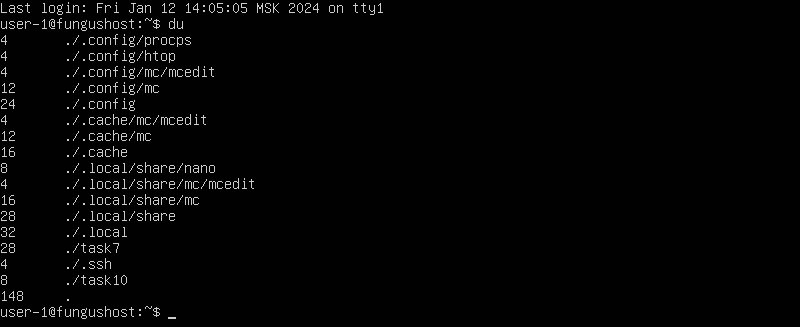 Last login: Fri Jan 12 14:05:05 MSK 2024 on tty1
user-1@fungushost:~$ du
4 ./.config/procps
4 ./.config/htop
4 ./.config/mc/mcedit
12 ./.config/mc
24 ./.config
4 ./.cache/mc/mcedit
12 ./.cache/mc
16 ./.cache
8 ./.local/share/nano
4 ./.local/share/mc/mcedit
16 ./.local/share/mc
28 ./.local/share
32 ./.local
28 ./task7
4 ./.ssh
8 ./task10
148 .
user-1@fungushost:~$ _